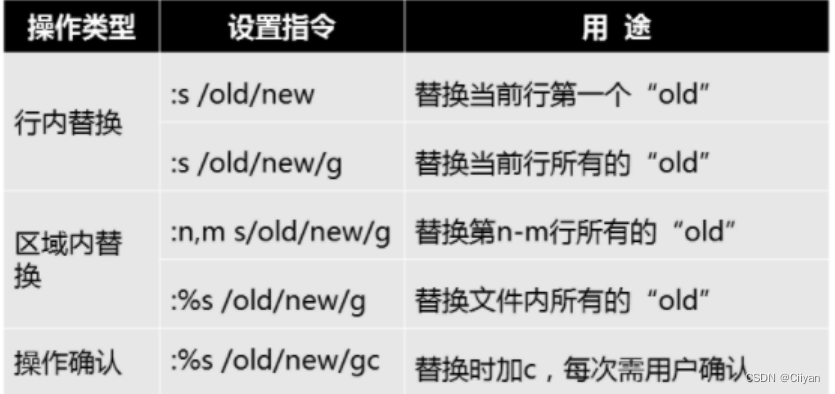 操作类型 设置指令 用 途
行内替换
:s /old/new 替换当前行第一个“old”
:s /old/new/g 替换当前行所有的“old”
区域内替
换
:n,m s/old/new/g 替换第n-m行所有的“old”
:%s /old/new/g 替换文件内所有的“old”
操作确认 :%s /old/new/gc 替换时加c，每次需用户确认
CSDN @Ciiyan